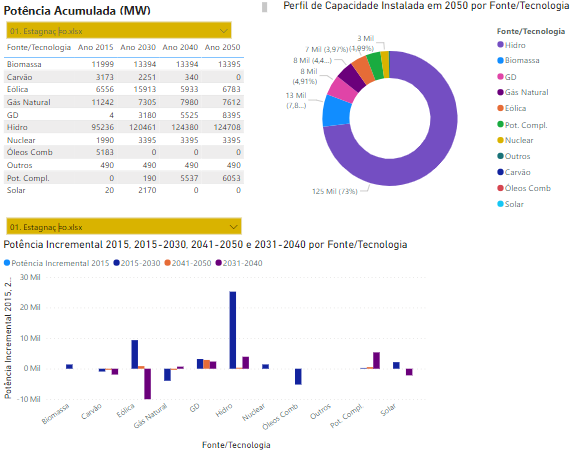 Potência Acumulada (MW)
01. Estagnação.xlsx
Fonte/Tecnologia Ano 2015 Ano 2030 Ano 2040 Ano 2050
Biomassa 11999 13394 13394 13395
Carvão 3173 2251 340 0
Eólica 6556 15913 5933 6783
Gás Natural 11242 7305 7980 7612
GD 4 3180 5525 8395
Hidro 95236 120461 124380 124708
Nuclear 1990 3395 3395 3395
Óleos Comb 5183 0 0 0
Outros 490 490 490 490
Pot. Compl. 0 190 5537 6053
Solar 20 2170 0 0
Perfil de Capacidade Instalada em 2050 por Fonte/Tecnologia
3 Mil
(1,99%)
7 Mil (3,97%)
8 Mil (4,4...)
8 Mil
(4,91%)
13 Mil
(7,8...)
125 Mil (73%)
Fonte/Tecnologia
Hidro
Biomassa
GD
Gás Natural
Eólica
Pot. Compl.
Nuclear
Outros
Carvão
Óleos Comb
Solar
01. Estagnação.xlsx
Potência Incremental 2015, 2015-2030, 2041-2050 e 2031-2040 por Fonte/Tecnologia
Potência Incremental 2015 2015-2030 2041-2050 2031-2040
Potência Incremental 2015, 2...
30 Mil
20 Mil
10 Mil
0 Mil
-10 Mil
Biomassa
Carvão
Eólica
Gás Natural
GD
Hidro
Nuclear
Óleos Comb
Outros
Pot. Compl.
Solar
Fonte/Tecnologia